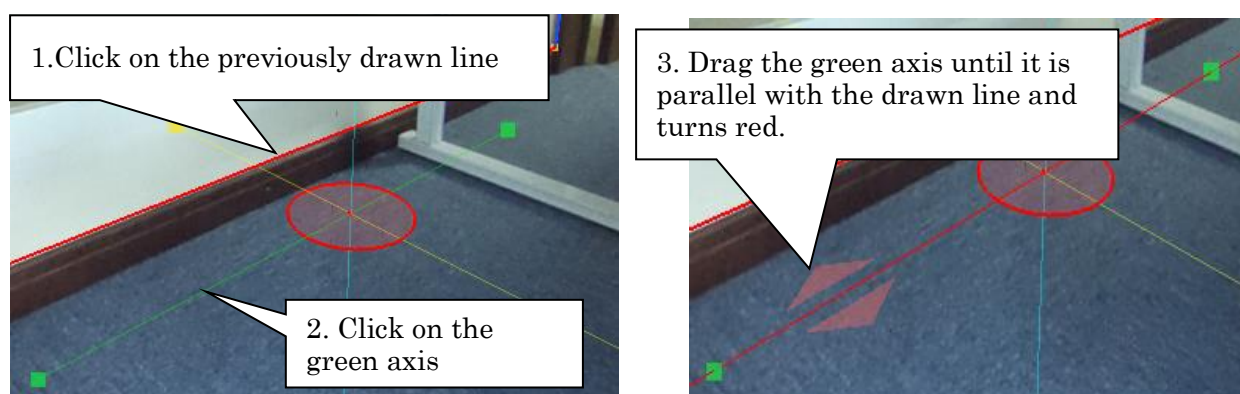 1.Click on the previously drawn line
2. Click on the
green axis
3. Drag the green axis until it is
parallel with the drawn line and
turns red.